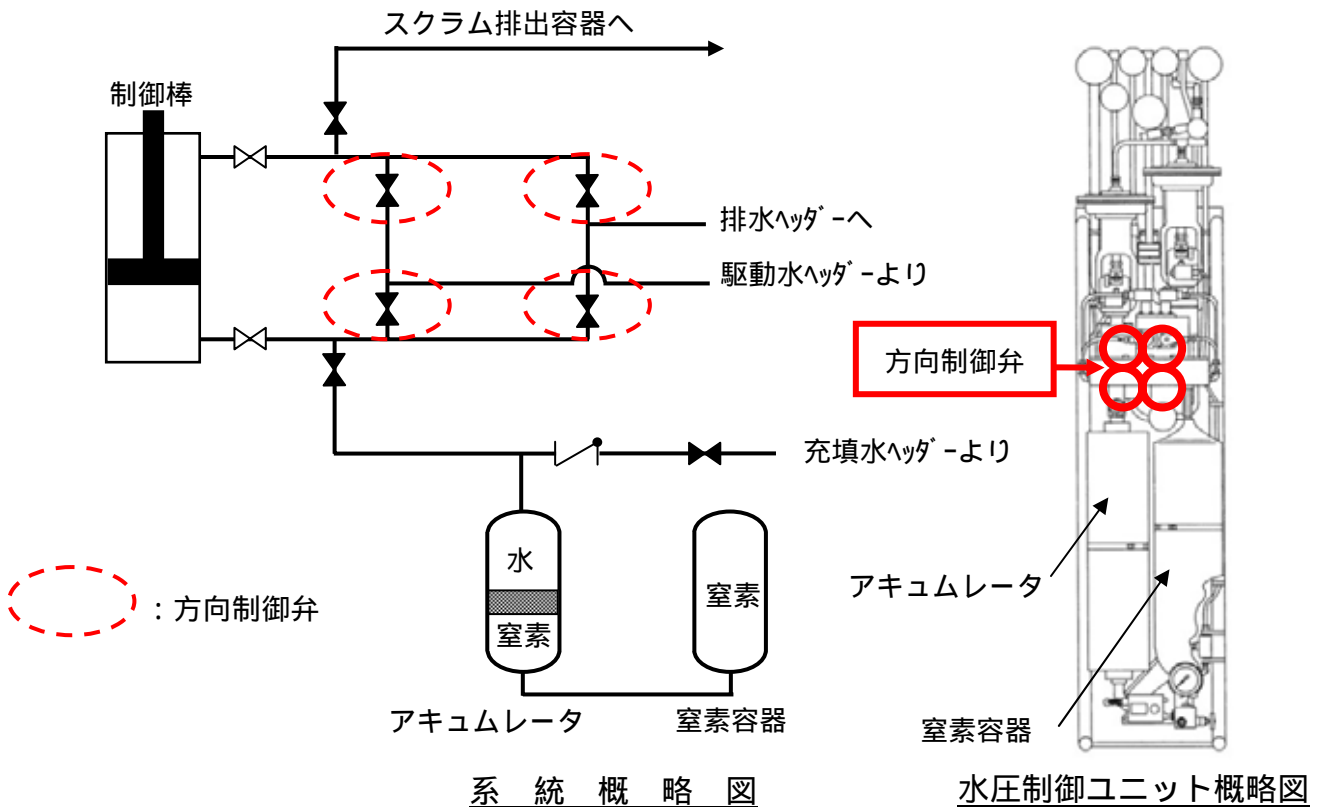 スクラム排出容器へ
制御棒
排水ﾍｯﾀﾞｰへ
駆動水ﾍｯﾀﾞｰより
方向制御弁
充填水ﾍｯﾀﾞｰより
水
窒素
窒素
アキュムレータ
：方向制御弁
アキュムレータ
窒素容器
窒素容器
系統概略図
水圧制御ユニット概略図